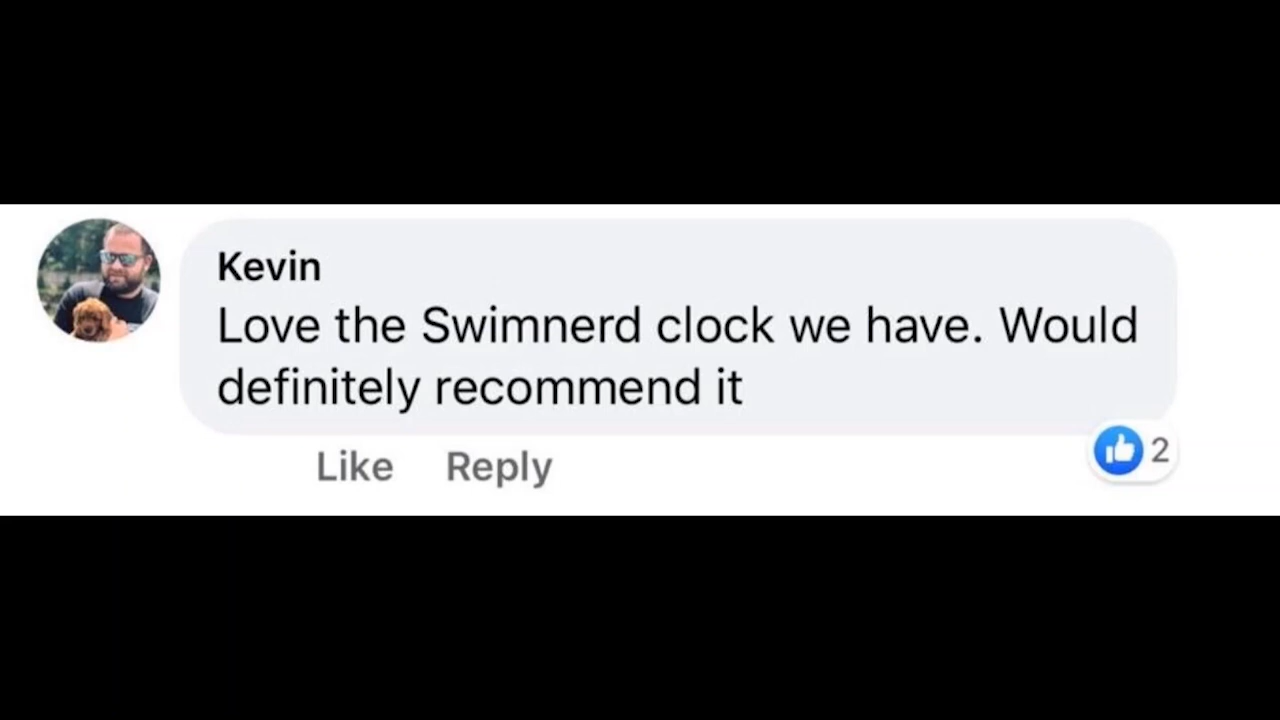 Kevin
Love the Swimnerd clock we have. Would
definitely recommend it
Like Reply
2